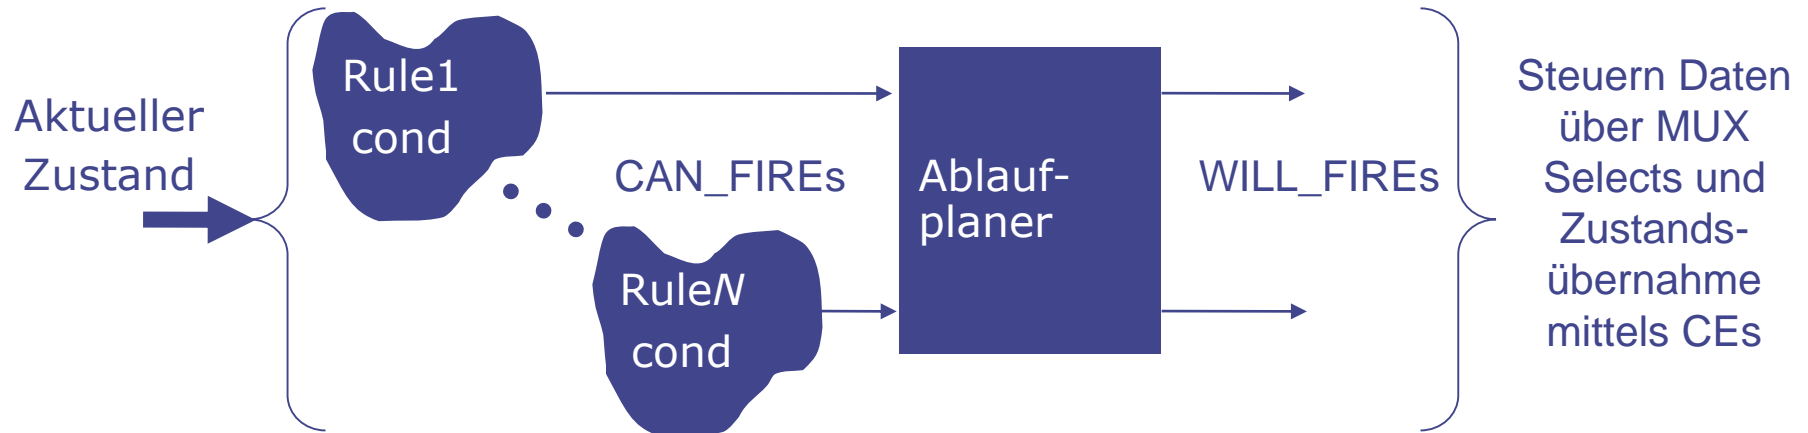 Aktueller
Zustand
Rule1
cond
CAN_FIREs
RuleN
cond
Ablauf-
planer
WILL_FIREs
Steuern Daten
über MUX
Selects und
Zustands-
übernahme
mittels CEs